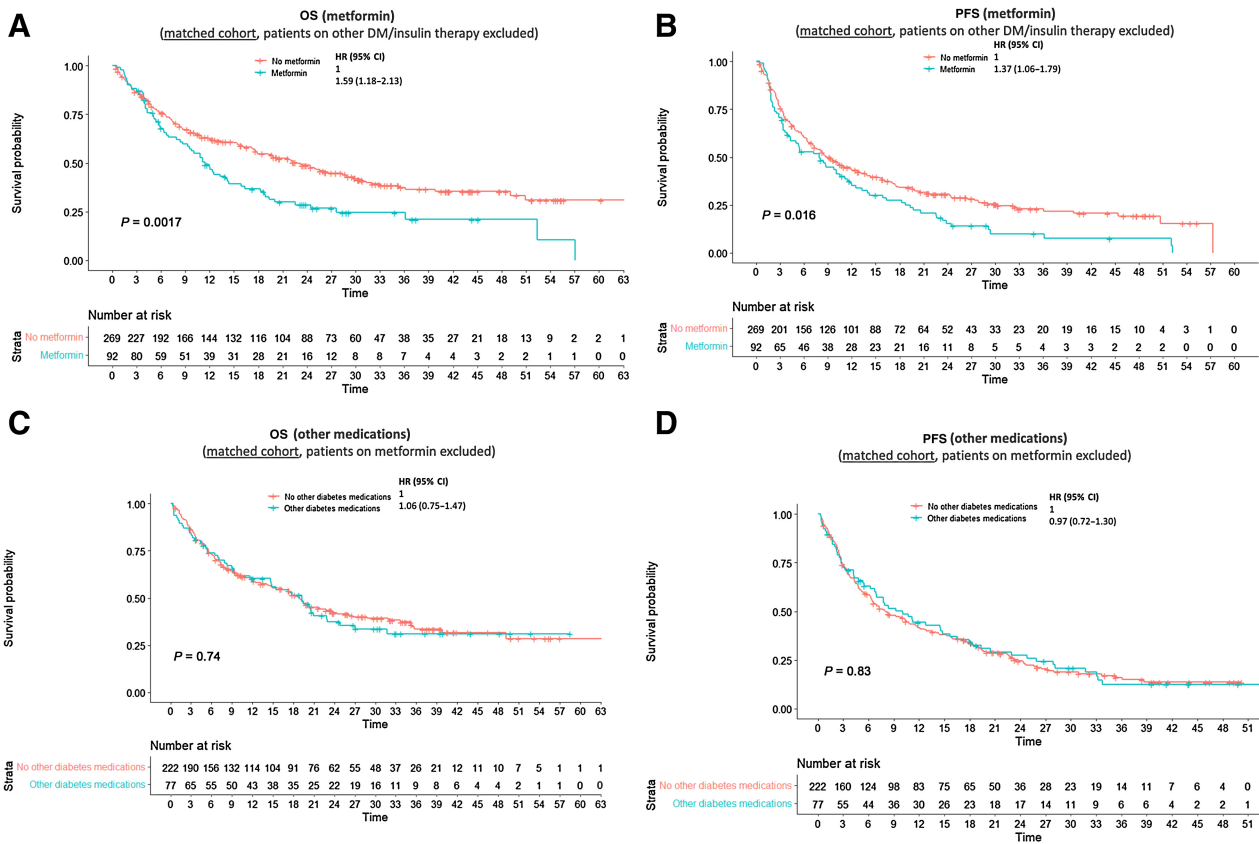 A
OS (metformin)
(matched cohort, patients on other DM/insulin therapy excluded)
HR (95% CI)
No metformin 1
Metformin 1.59 (1.18–2.13)
Survival probability
1.00
0.75
0.50
0.25
0.00
P = 0.0017
0 3 6 9 12 15 18 21 24 27 30 33 36 39 42 45 48 51 54 57 60 63
Time
Number at risk
Strata
No metformin 269 227 192 166 144 132 116 104 88 73 60 47 38 35 27 21 18 13 9 2 2 1
Metformin 92 80 59 51 39 31 28 21 16 12 8 8 7 4 4 3 2 2 1 1 0 0
0 3 6 9 12 15 18 21 24 27 30 33 36 39 42 45 48 51 54 57 60 63
Time
B
PFS (metformin)
(matched cohort, patients on other DM/insulin therapy excluded)
HR (95% CI)
No metformin 1
Metformin 1.37 (1.06–1.79)
Survival probability
1.00
0.75
0.50
0.25
0.00
P = 0.016
0 3 6 9 12 15 18 21 24 27 30 33 36 39 42 45 48 51 54 57 60
Time
Number at risk
Strata
No metformin 269 201 156 126 101 88 72 64 52 43 33 23 20 19 16 15 10 4 3 1 0
Metformin 92 65 46 38 28 23 21 16 11 8 5 5 4 3 3 2 2 2 0 0 0
0 3 6 9 12 15 18 21 24 27 30 33 36 39 42 45 48 51 54 57 60
Time
C
OS (other medications)
(matched cohort, patients on metformin excluded)
HR (95% CI)
No other diabetes medications 1
Other diabetes medications 1.06 (0.75–1.47)
Survival probability
1.00
0.75
0.50
0.25
0.00
P = 0.74
0 3 6 9 12 15 18 21 24 27 30 33 36 39 42 45 48 51 54 57 60 63
Time
Number at risk
Strata
No other diabetes medications 222 190 156 132 114 104 91 76 62 55 48 37 26 21 12 11 10 7 5 1 1 1
Other diabetes medications 77 65 55 50 43 38 35 25 22 19 16 11 9 8 6 4 4 2 1 1 0 0
0 3 6 9 12 15 18 21 24 27 30 33 36 39 42 45 48 51 54 57 60 63
Time
D
PFS (other medications)
(matched cohort, patients on metformin excluded)
HR (95% CI)
No other diabetes medications 1
Other diabetes medications 0.97 (0.72–1.30)
Survival probability
1.00
0.75
0.50
0.25
0.00
P = 0.83
0 3 6 9 12 15 18 21 24 27 30 33 36 39 42 45 48 51
Time
Number at risk
Strata
No other diabetes medications 222 160 124 98 83 75 65 50 36 28 23 19 14 11 7 6 4 0
Other diabetes medications 77 55 44 36 30 26 23 18 17 14 11 9 6 6 4 2 2 1
0 3 6 9 12 15 18 21 24 27 30 33 36 39 42 45 48 51
Time